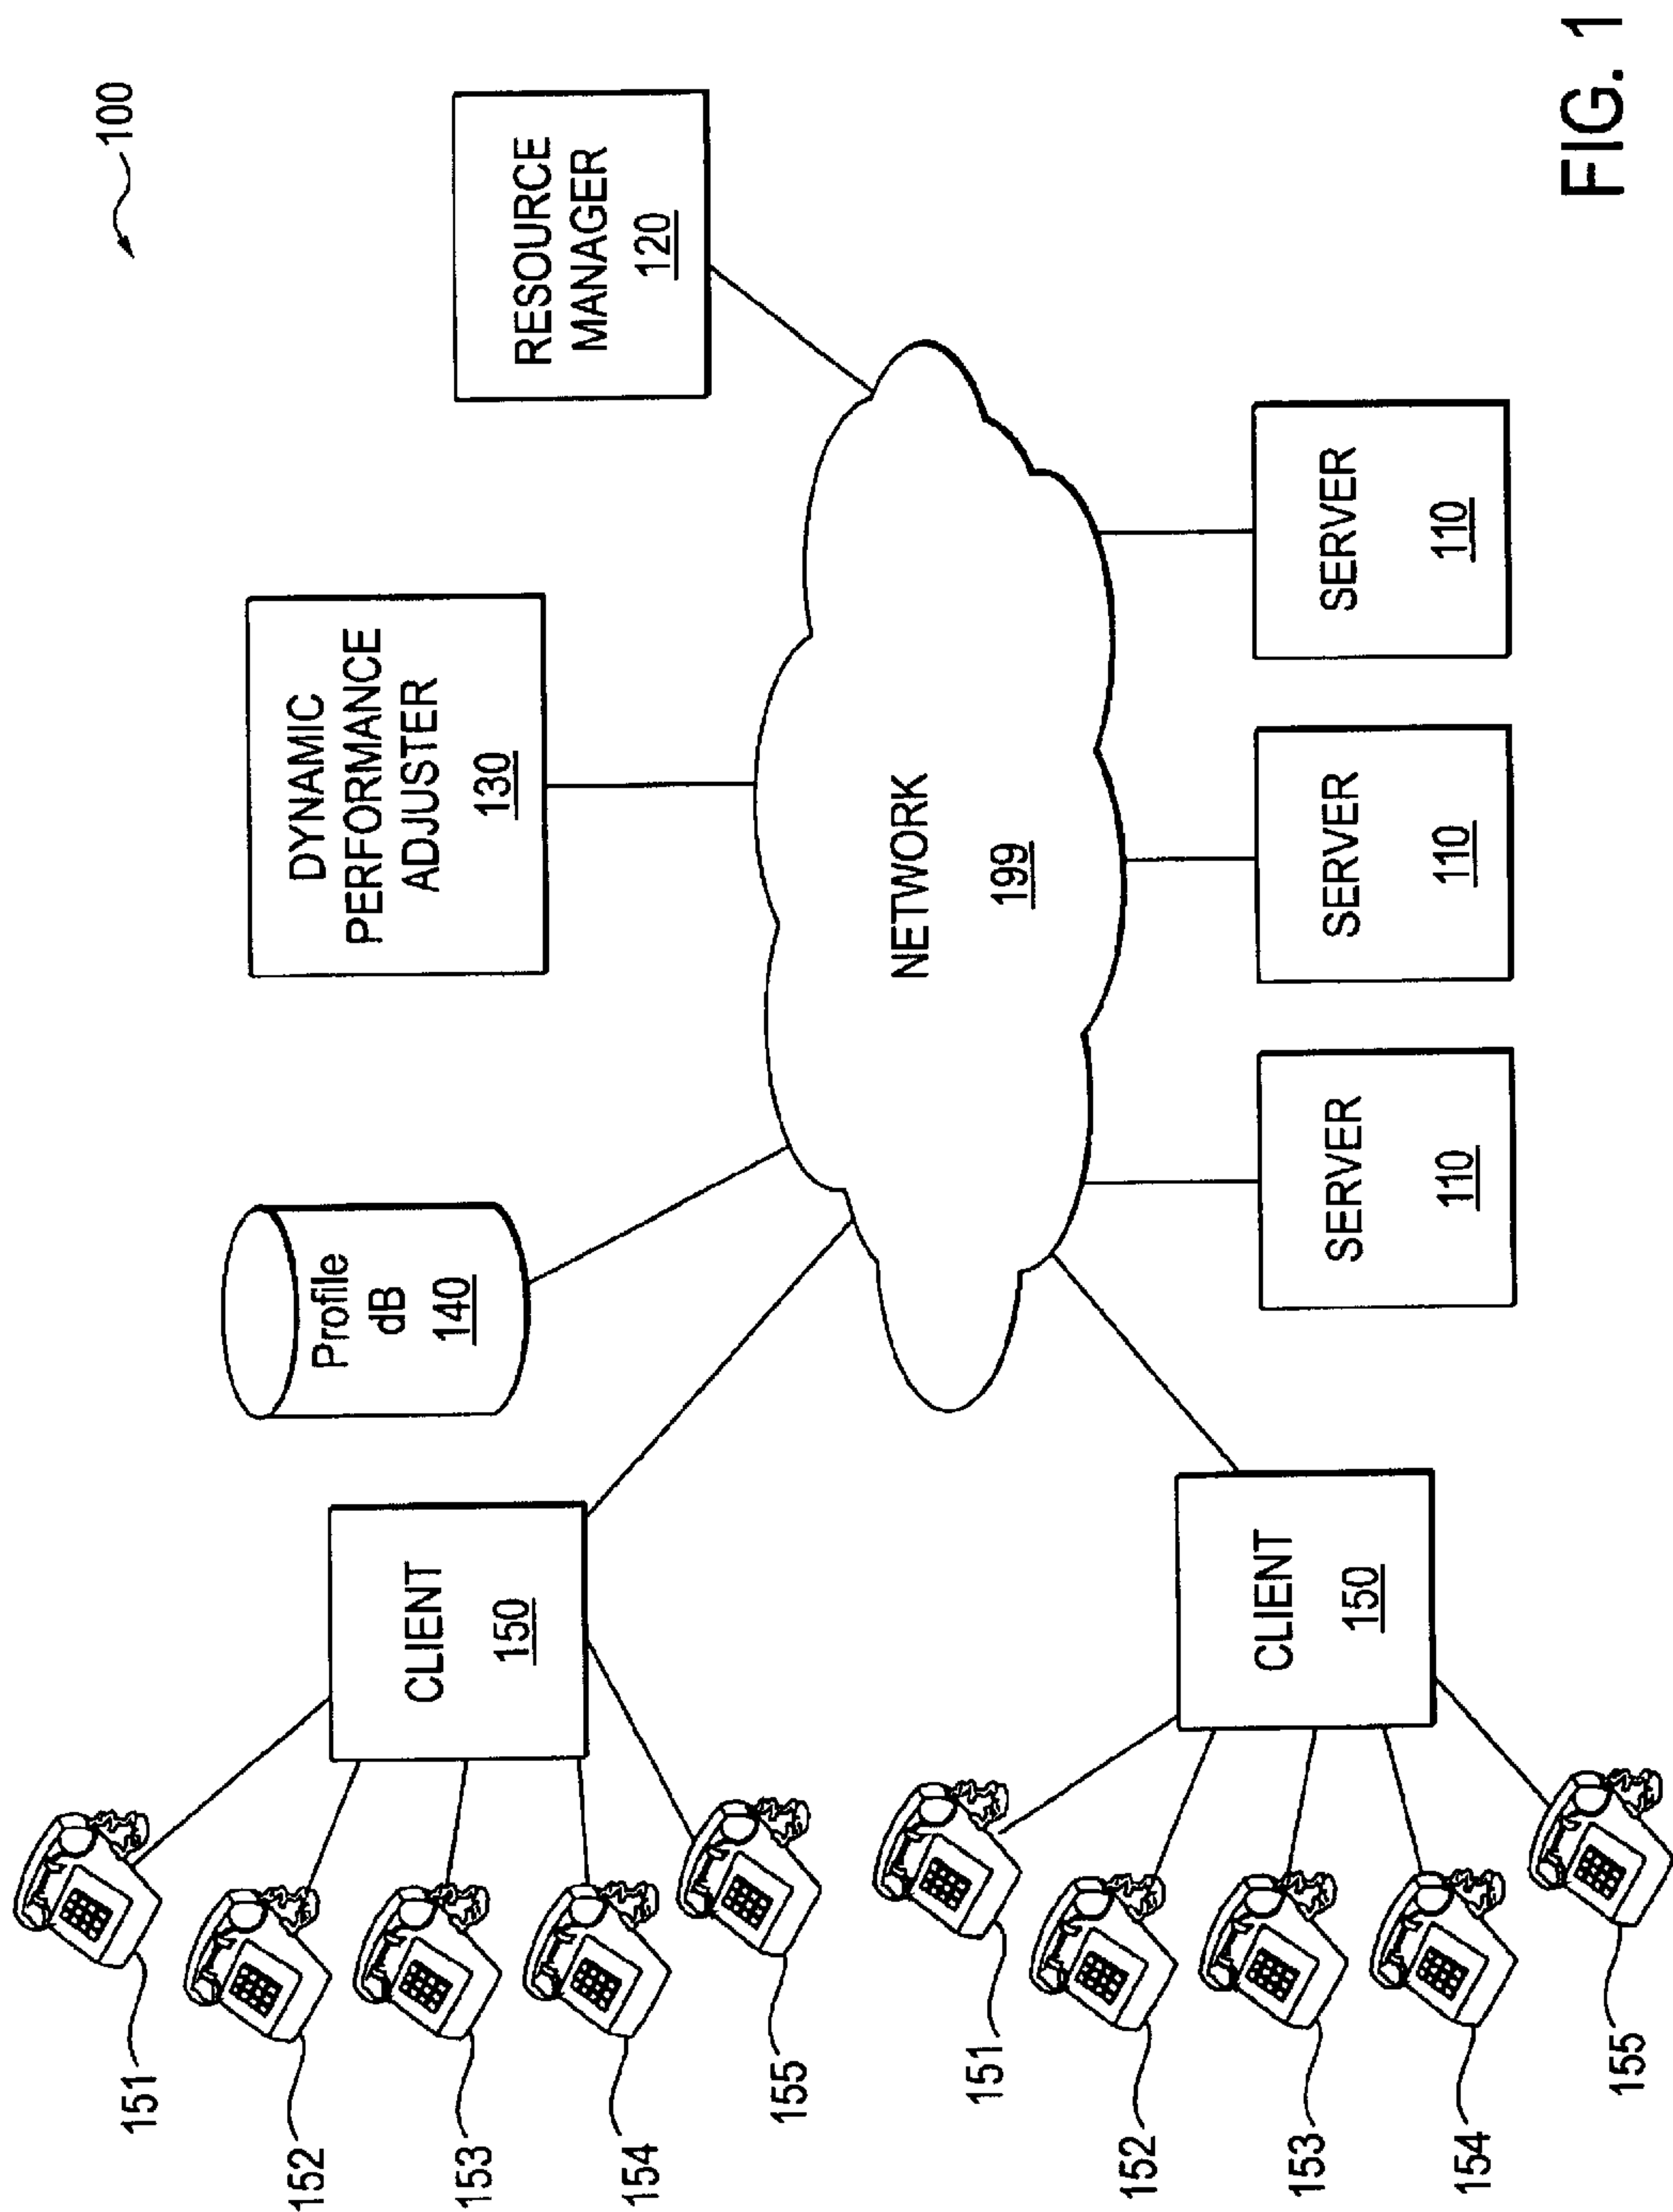 100
RESOURCE
MANAGER
120
DYNAMIC
PERFORMANCE
ADJUSTER
130
Profile
dB
140
CLIENT
150
151
152
153
154
155
NETWORK
199
CLIENT
150
151
152
153
154
155
SERVER
110
SERVER
110
SERVER
110
FIG. 1